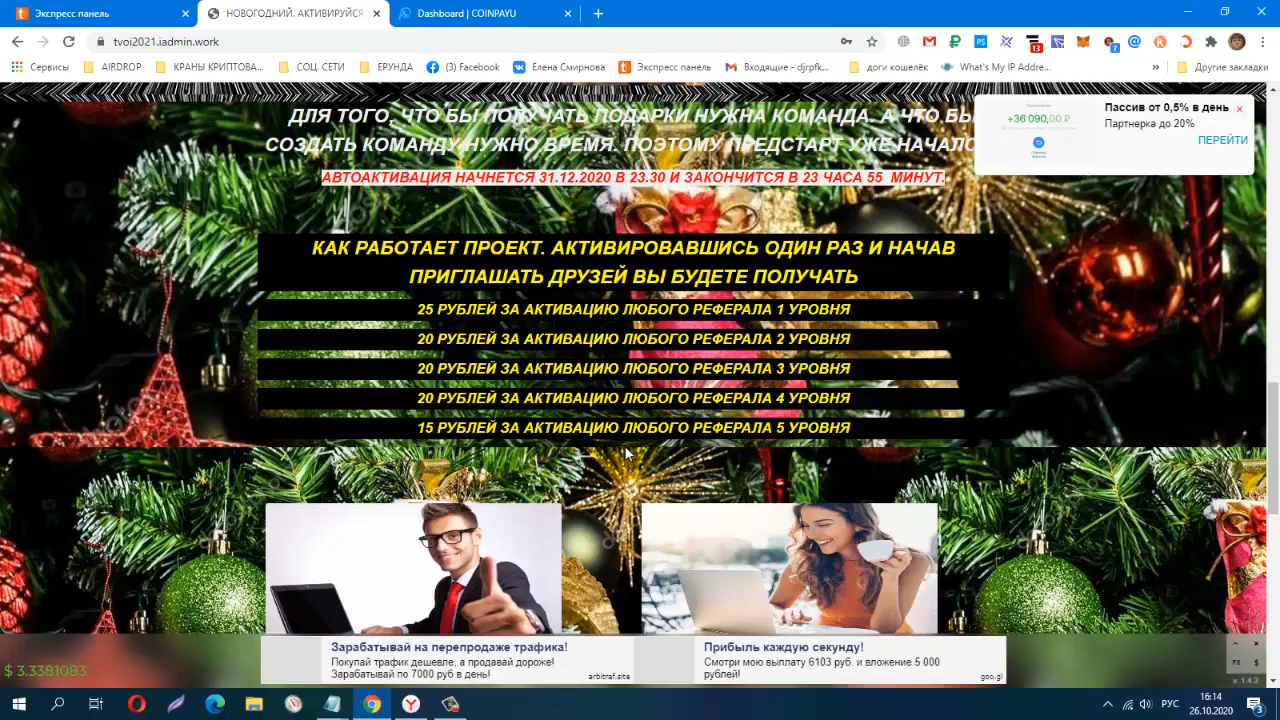 Экспресс панель
НОВОГОДНИЙ. АКТИВИРУЙСЯ
Dashboard | COINPAYU
tvoi2021.iadmin.work
13
7
Сервисы
AIRDROP
КРАНЫ КРИПТОВА...
СОЦ. СЕТИ
ЕРУНДА
(3) Facebook
Елена Смирнова
Экспресс панель
Входящие - djrpfk...
доги кошелёк
What's My IP Addre...
»
Другие закладки
ДЛЯ ТОГО, ЧТО БЫ ПОЛУЧАТЬ ПОДАРКИ НУЖНА КОМАНДА. А ЧТО БЫ
СОЗДАТЬ КОМАНДУ НУЖНО ВРЕМЯ. ПОЭТОМУ ПРЕДСТАРТ УЖЕ НАЧАЛС
АВТОАКТИВАЦИЯ НАЧНЕТСЯ 31.12.2020 В 23.30 И ЗАКОНЧИТСЯ В 23 ЧАСА 55 МИНУТ.
+36 090,00 ₽
Пассив от 0,5% в день
Партнерка до 20%
ПЕРЕЙТИ
КАК РАБОТАЕТ ПРОЕКТ. АКТИВИРОВАВШИСЬ ОДИН РАЗ И НАЧАВ
ПРИГЛАШАТЬ ДРУЗЕЙ ВЫ БУДЕТЕ ПОЛУЧАТЬ
25 РУБЛЕЙ ЗА АКТИВАЦИЮ ЛЮБОГО РЕФЕРАЛА 1 УРОВНЯ
20 РУБЛЕЙ ЗА АКТИВАЦИЮ ЛЮБОГО РЕФЕРАЛА 2 УРОВНЯ
20 РУБЛЕЙ ЗА АКТИВАЦИЮ ЛЮБОГО РЕФЕРАЛА 3 УРОВНЯ
20 РУБЛЕЙ ЗА АКТИВАЦИЮ ЛЮБОГО РЕФЕРАЛА 4 УРОВНЯ
15 РУБЛЕЙ ЗА АКТИВАЦИЮ ЛЮБОГО РЕФЕРАЛА 5 УРОВНЯ
Зарабатывай на перепродаже трафика!
Покупай трафик дешевле, а продавай дороже!
Зарабатывай по 7000 руб в день!
arbitraf.site
Прибыль каждую секунду!
Смотри мою выплату 6103 руб. и вложение 5 000
рублей!
goo.gl
$ 3.3381083
FX $
v. 1.4.3
РУС
16:14
26.10.2020
3